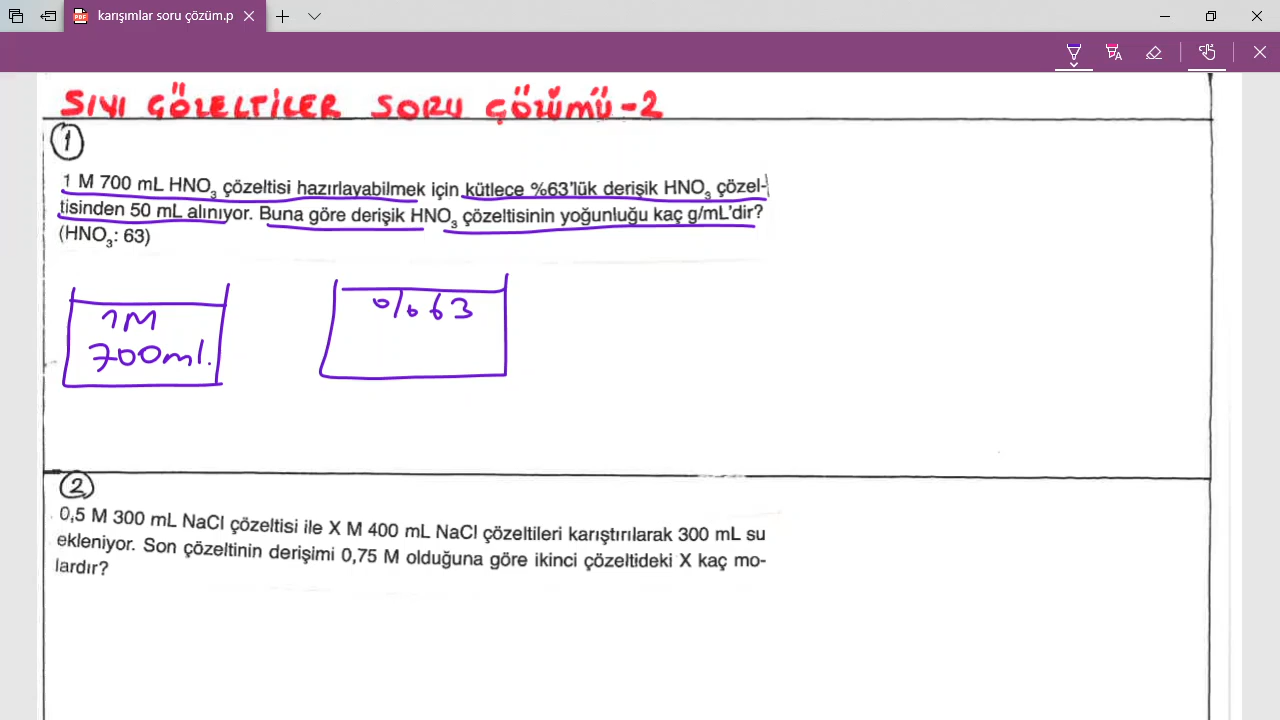 karışımlar soru çözüm.p
SIVI ÇÖZELTİLER SORU ÇÖZÜMÜ-2
1
1 M 700 mL HNO₃ çözeltisi hazırlayabilmek için kütlece %63'lük derişik HNO₃ çözel-
tisinden 50 mL alınıyor. Buna göre derişik HNO₃ çözeltisinin yoğunluğu kaç g/mL'dir?
(HNO₃: 63)
1M
700ml.
%63
2
0,5 M 300 mL NaCl çözeltisi ile X M 400 mL NaCl çözeltileri karıştırılarak 300 mL su
ekleniyor. Son çözeltinin derişimi 0,75 M olduğuna göre ikinci çözeltideki X kaç mo-
lardır?